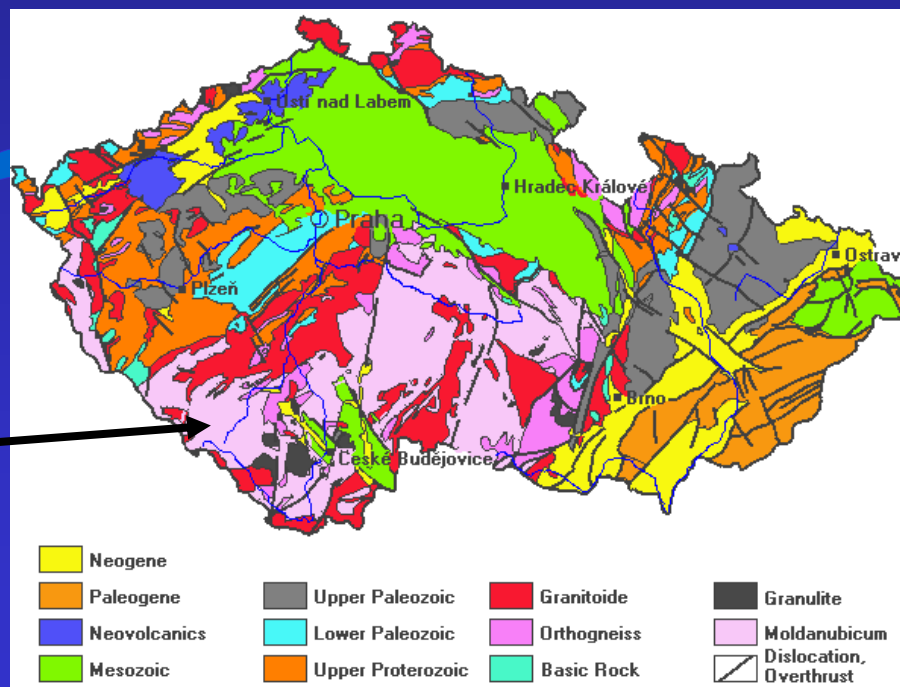 Ústí nad Labem
Hradec Králové
Praha
Ostrav
Plzeň
Brno
České Budějovice
Neogene
Paleogene
Upper Paleozoic
Granitoide
Granulite
Neovolcanics
Lower Paleozoic
Orthogneiss
Moldanubicum
Mesozoic
Upper Proterozoic
Basic Rock
Dislocation,
Overthrust